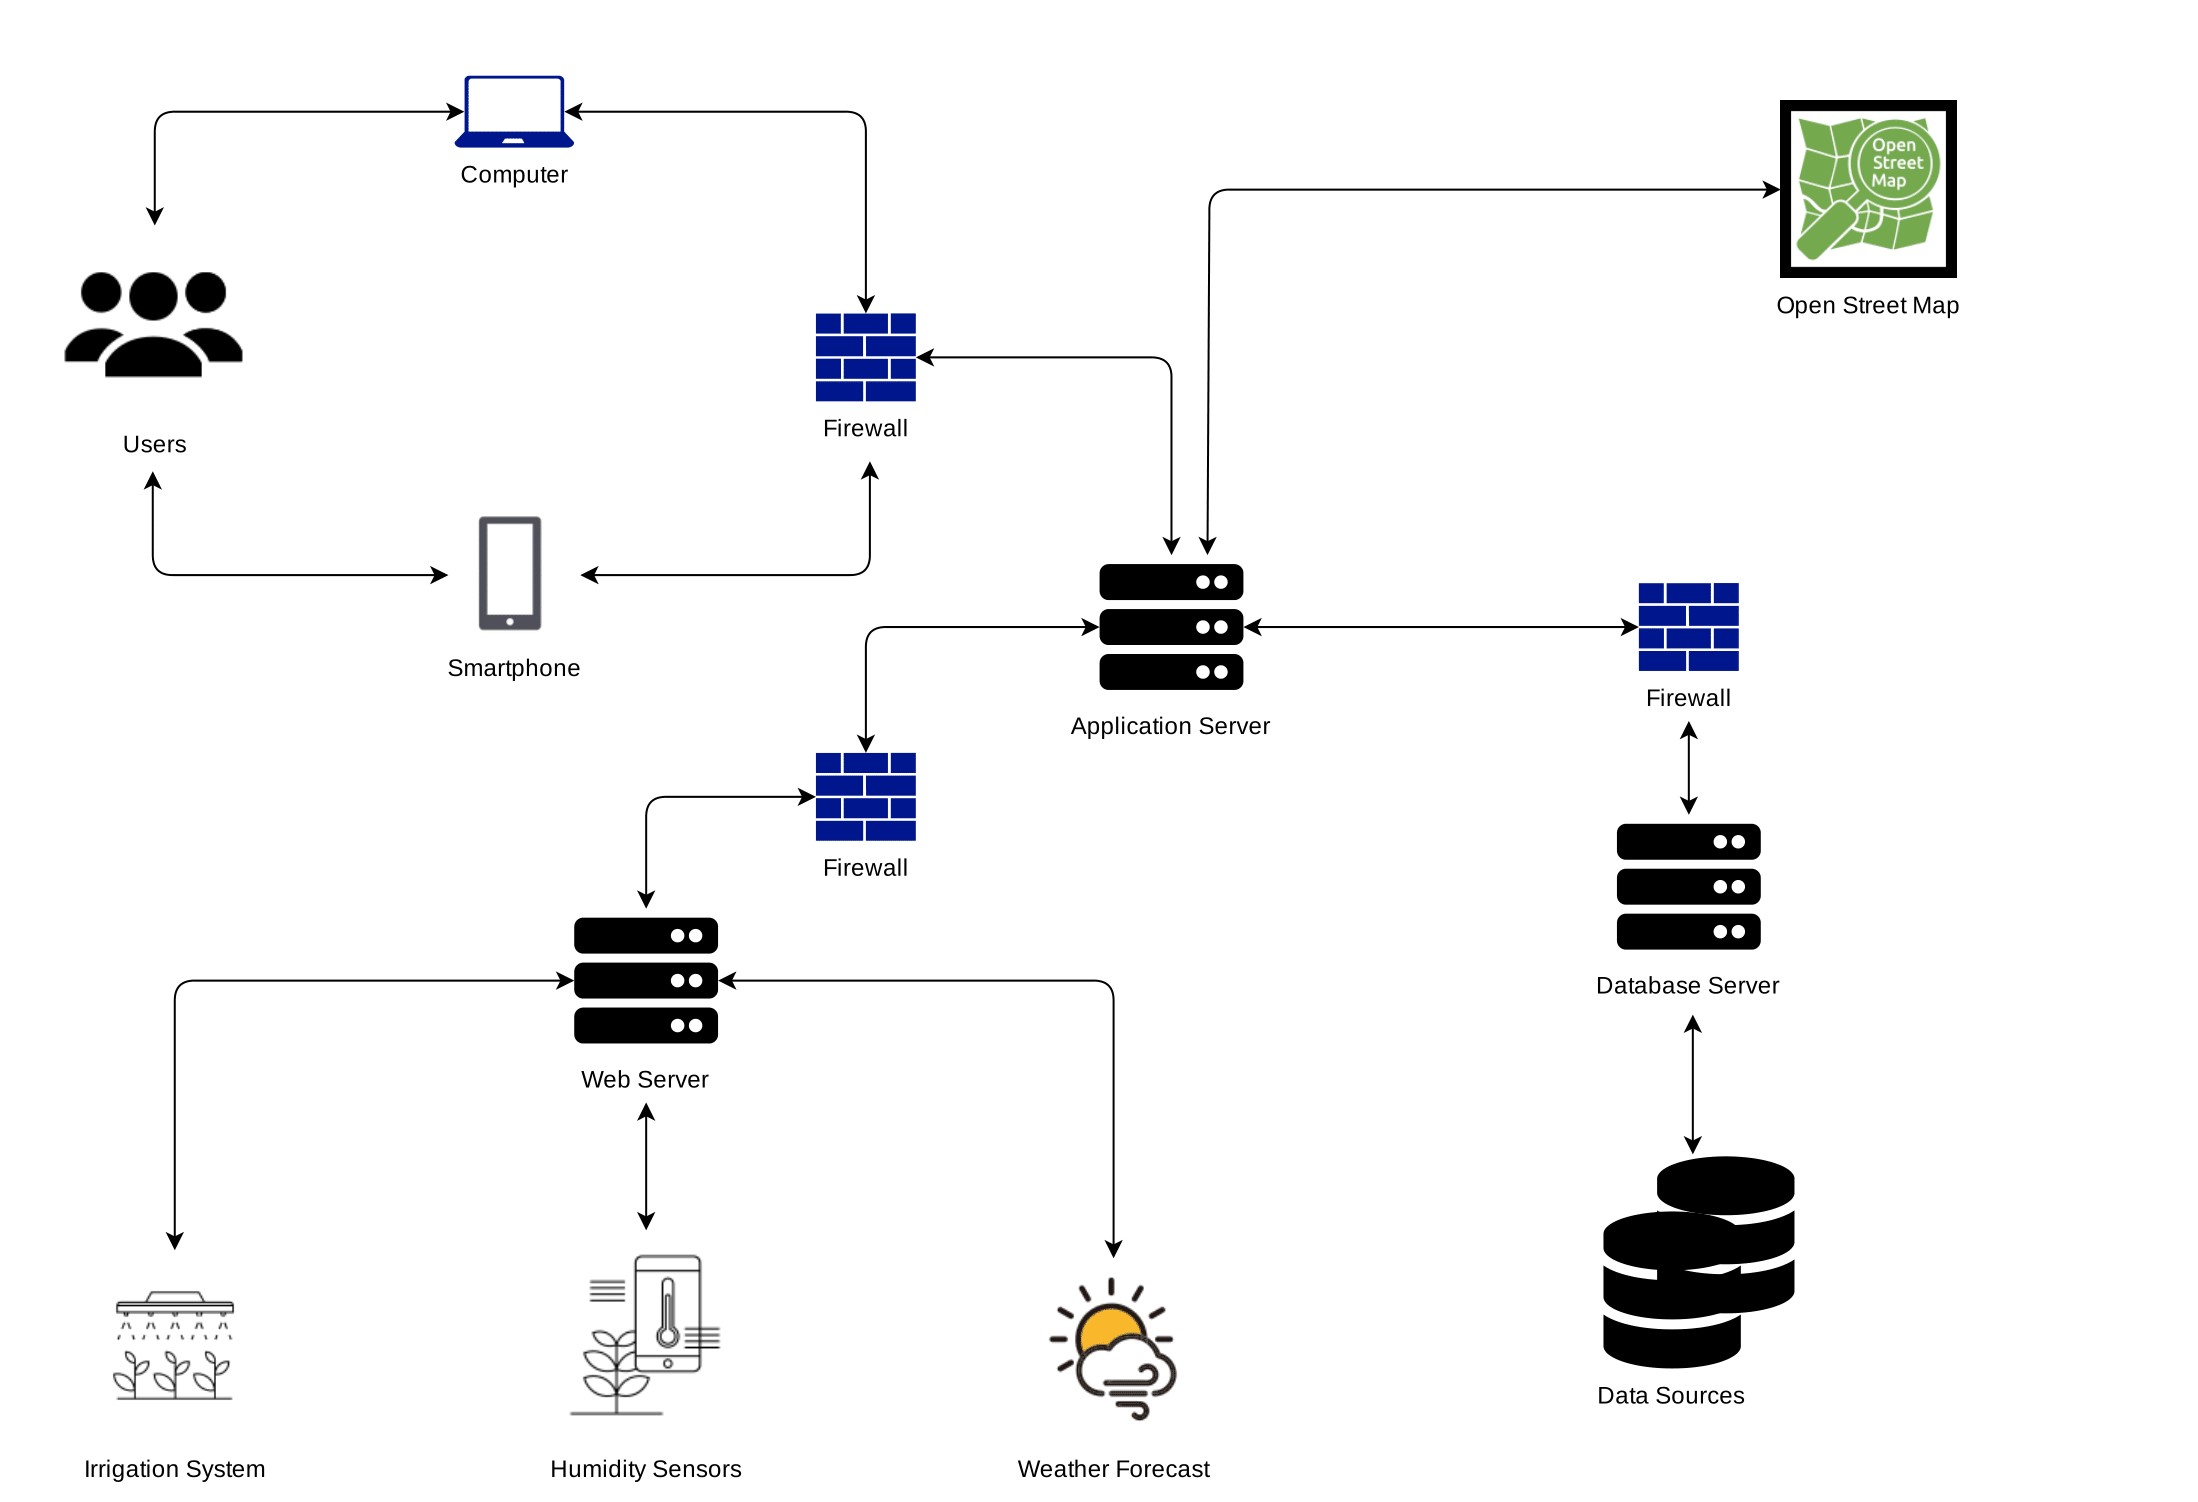 Computer
Open
Street
Map
Open Street Map
Firewall
Users
Smartphone
Firewall
Application Server
Firewall
Database Server
Web Server
Data Sources
Irrigation System
Humidity Sensors
Weather Forecast